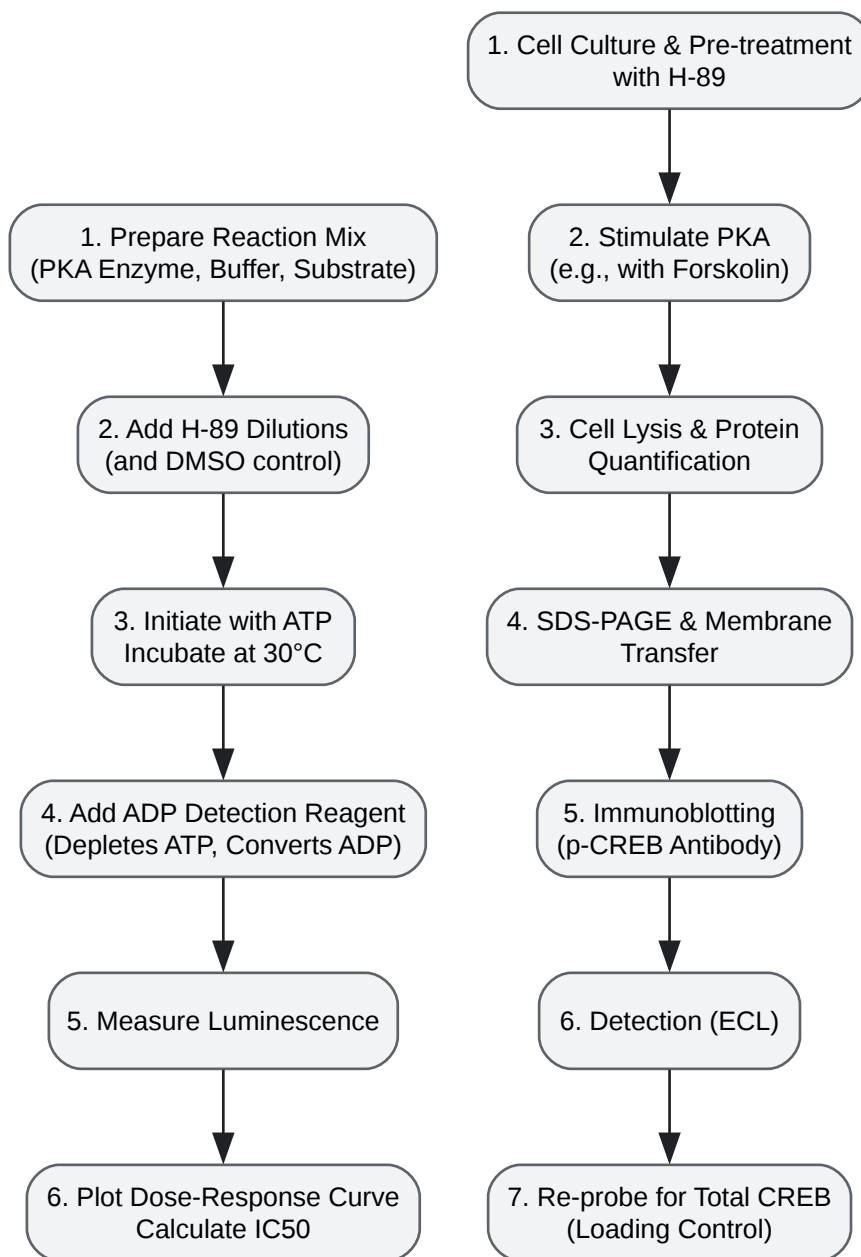 1. Prepare Reaction Mix
(PKA Enzyme, Buffer, Substrate)
2. Add H-89 Dilutions
(and DMSO control)
3. Initiate with ATP
Incubate at 30°C
4. Add ADP Detection Reagent
(Depletes ATP, Converts ADP)
5. Measure Luminescence
6. Plot Dose-Response Curve
Calculate IC50
1. Cell Culture & Pre-treatment
with H-89
2. Stimulate PKA
(e.g., with Forskolin)
3. Cell Lysis & Protein
Quantification
4. SDS-PAGE & Membrane
Transfer
5. Immunoblotting
(p-CREB Antibody)
6. Detection (ECL)
7. Re-probe for Total CREB
(Loading Control)